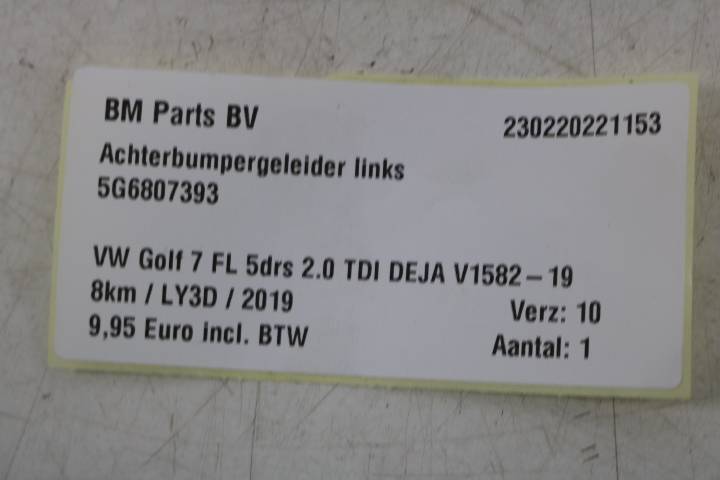 BM Parts BV
230220221153
Achterbumpergeleider links
5G6807393
VW Golf 7 FL 5drs 2.0 TDI DEJA V1582 – 19
8km / LY3D / 2019
Verz: 10
9,95 Euro incl. BTW
Aantal: 1